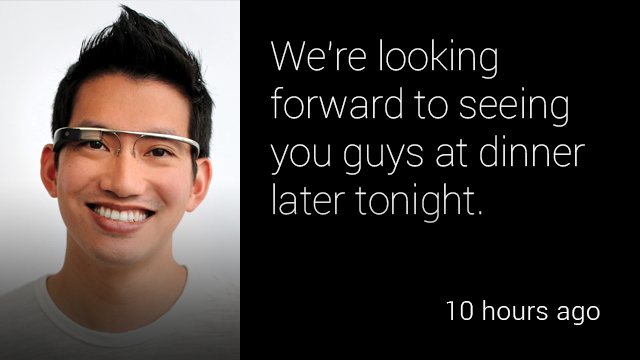 We're looking
forward to seeing
you guys at dinner
later tonight.
10 hours ago